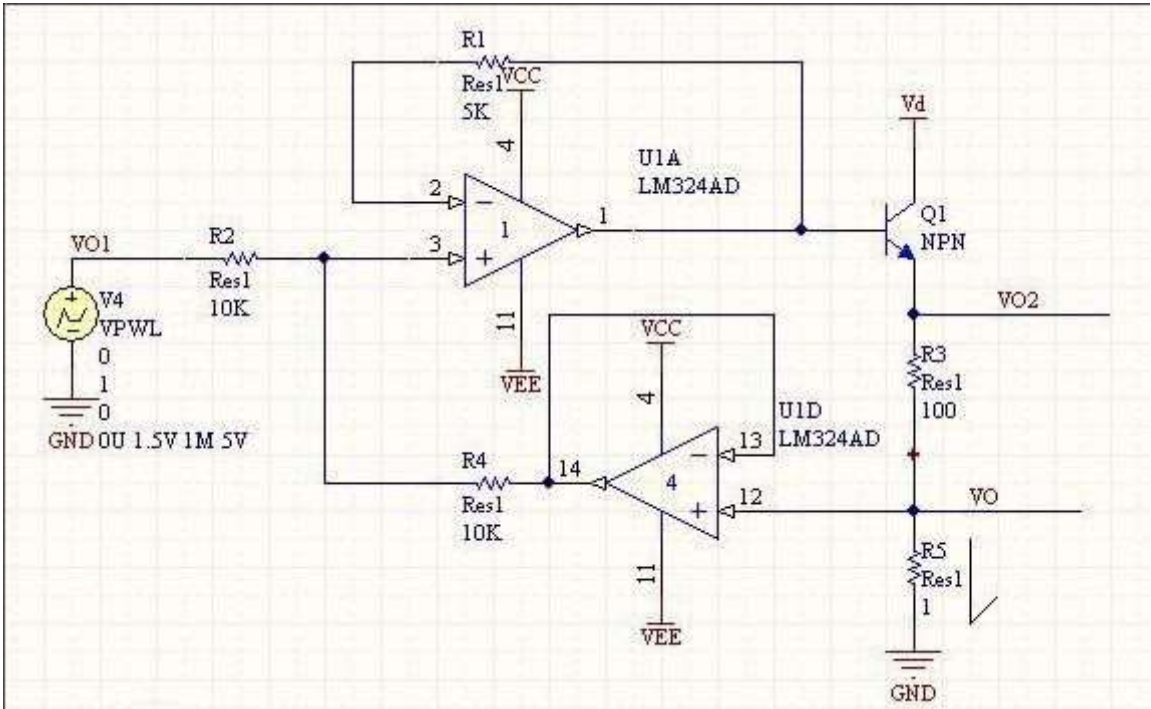 R1
Res1
5K
VCC
4
2
3
1
1
11
VEE
U1A
LM324AD
Vd
Q1
NPN
VO1
R2
Res1
10K
V4
VPWL
0
1
0
GND 0U 1.5V 1M 5V
VO2
R3
Res1
100
VCC
4
U1D
LM324AD
13
12
4
14
11
VEE
R4
Res1
10K
VO
R5
Res1
1
GND